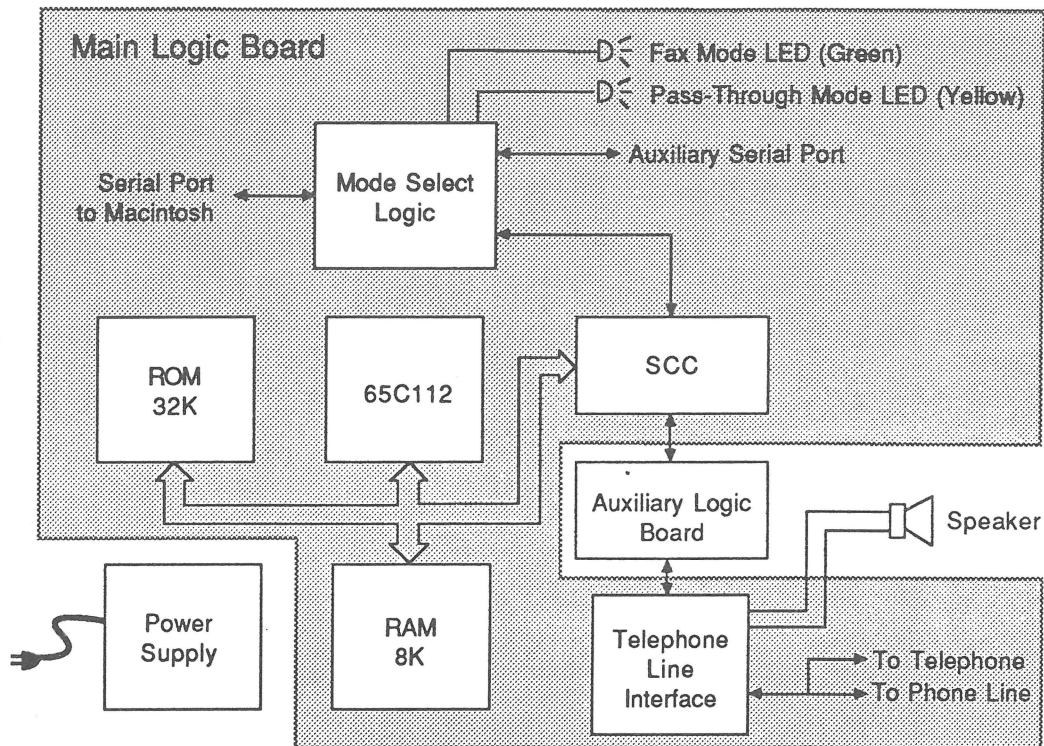 Main Logic Board
Fax Mode LED (Green)
Pass-Through Mode LED (Yellow)
Auxiliary Serial Port
Serial Port
to Macintosh
Mode Select
Logic
ROM
32K
65C112
SCC
Auxiliary Logic
Board
Speaker
Power
Supply
RAM
8K
Telephone
Line
Interface
To Telephone
To Phone Line